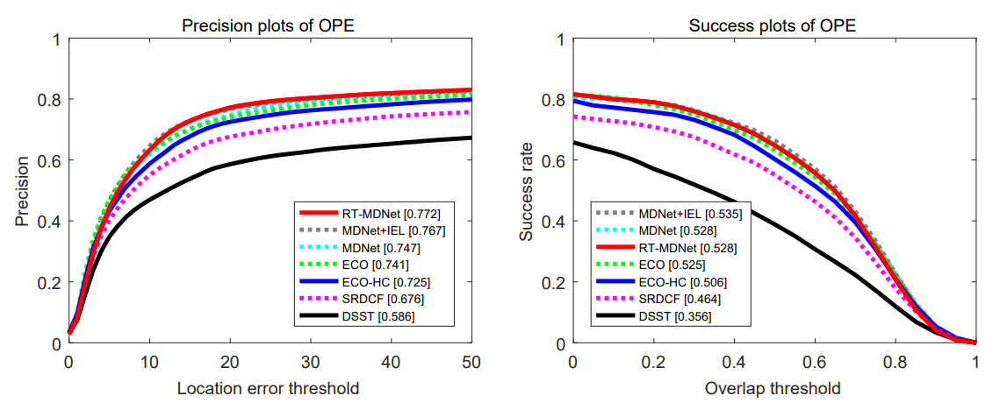 Precision plots of OPE
1
0.8
0.6
0.4
0.2
0
Precision
RT-MDNet [0.772]
MDNet+IEL [0.767]
MDNet [0.747]
ECO [0.741]
ECO-HC [0.725]
SRDCF [0.676]
DSST [0.586]
0 10 20 30 40 50
Location error threshold
Success plots of OPE
1
0.8
0.6
0.4
0.2
0
Success rate
MDNet+IEL [0.535]
MDNet [0.528]
RT-MDNet [0.528]
ECO [0.525]
ECO-HC [0.506]
SRDCF [0.464]
DSST [0.356]
0 0.2 0.4 0.6 0.8 1
Overlap threshold